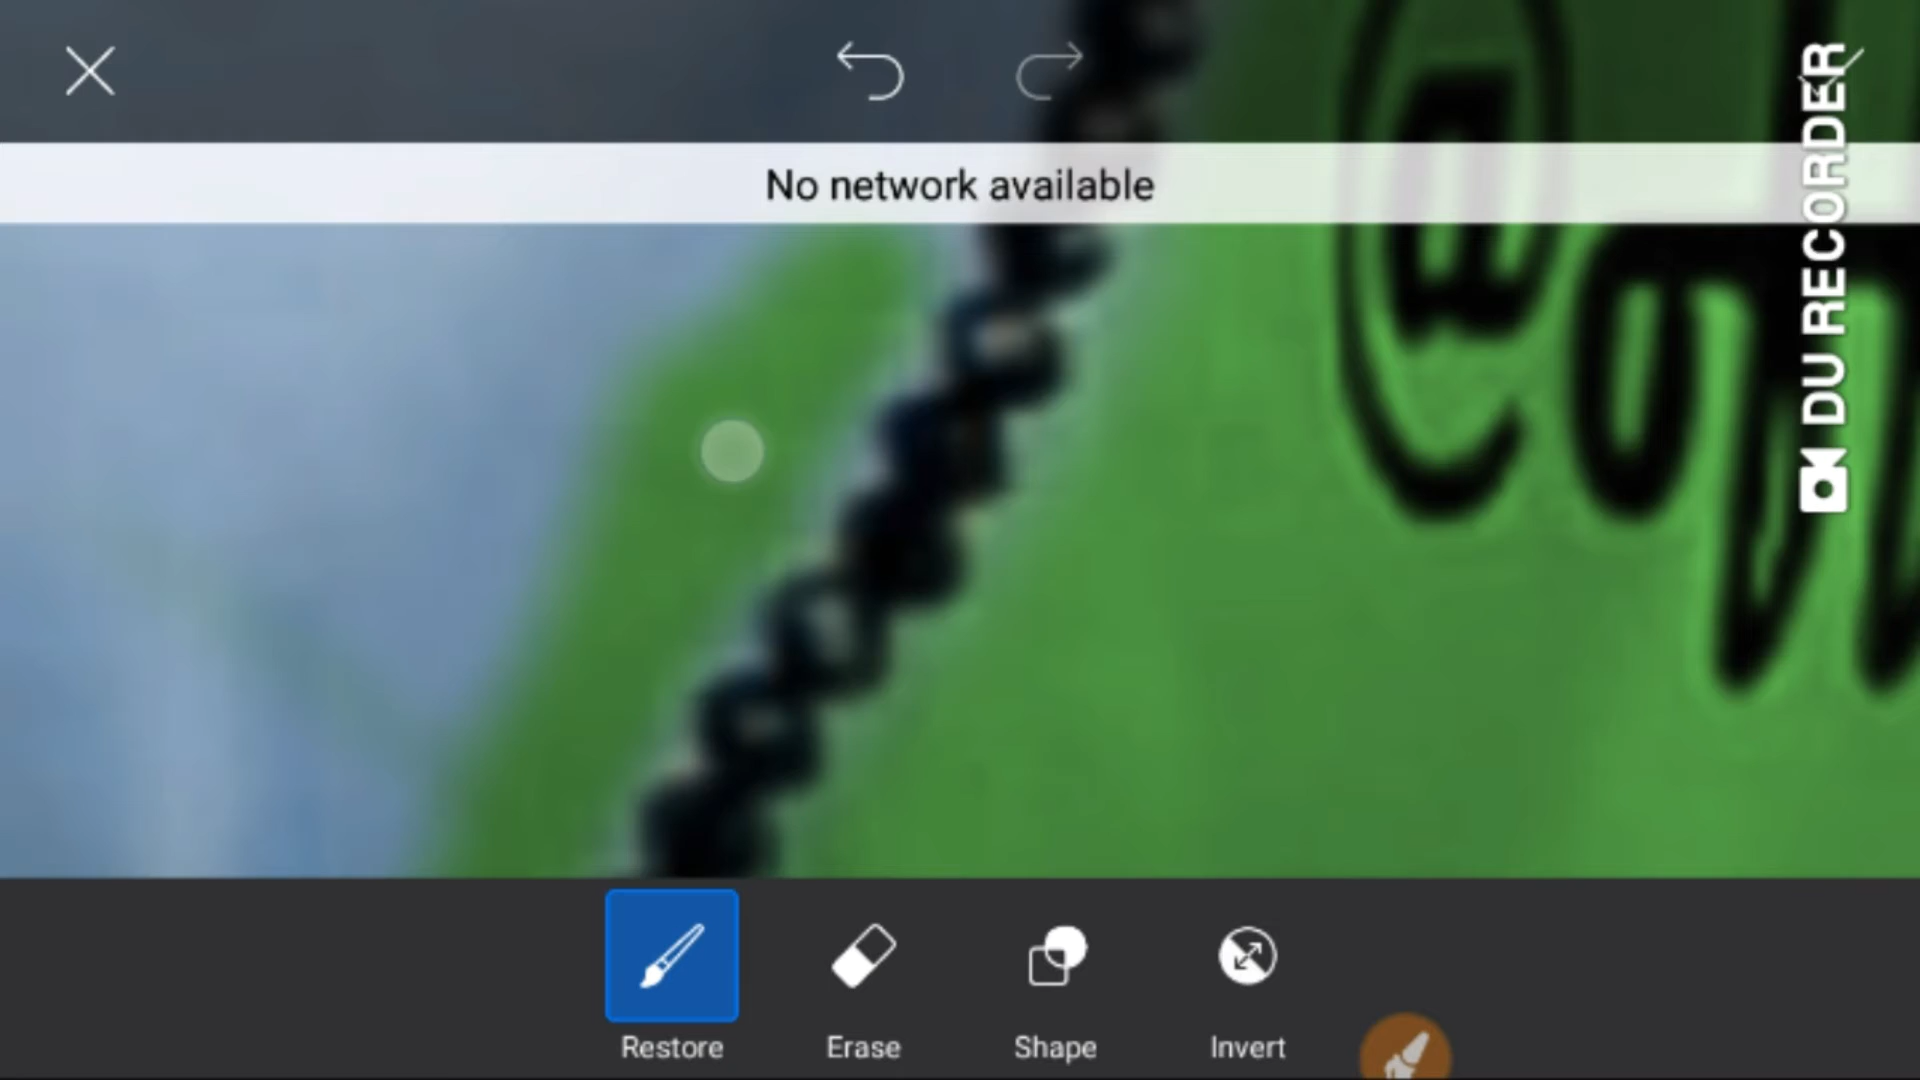 No network available
DU RECORDER
Restore
Erase
Shape
Invert